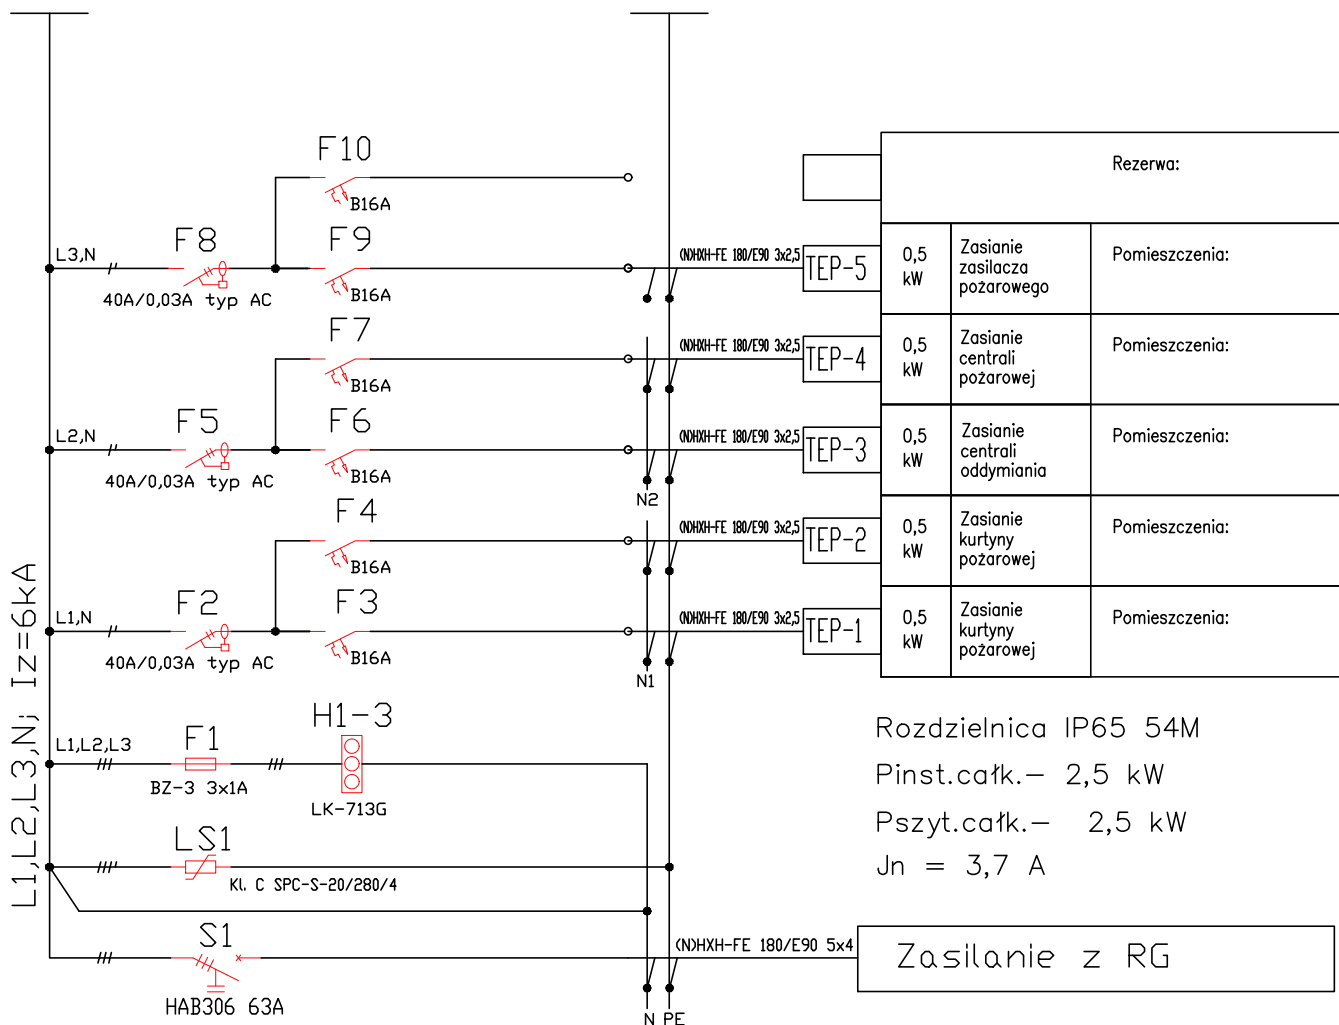 F10
B16A
Rezerwa:
L3,N
F8
40A/0,03A typ AC
F9
B16A
(N)HXH-FE 180/E90 3x2,5
TEP-5
0,5
kW
Zasianie
zasilacza
pożarowego
Pomieszczenia:
F7
B16A
(N)HXH-FE 180/E90 3x2,5
TEP-4
0,5
kW
Zasianie
centrali
pożarowej
Pomieszczenia:
L2,N
F5
40A/0,03A typ AC
F6
B16A
N2
(N)HXH-FE 180/E90 3x2,5
TEP-3
0,5
kW
Zasianie
centrali
oddymiania
Pomieszczenia:
F4
B16A
(N)HXH-FE 180/E90 3x2,5
TEP-2
0,5
kW
Zasianie
kurtyny
pożarowej
Pomieszczenia:
L1,N
F2
40A/0,03A typ AC
F3
B16A
N1
(N)HXH-FE 180/E90 3x2,5
TEP-1
0,5
kW
Zasianie
kurtyny
pożarowej
Pomieszczenia:
L1,L2,L3,N; Iz=6kA
L1,L2,L3
F1
BZ-3 3x1A
H1-3
LK-713G
LS1
Kl. C SPC-S-20/280/4
S1
HAB306 63A
Rozdzielnica IP65 54M
Pinst.całk.– 2,5 kW
Pszyt.całk.– 2,5 kW
Jn = 3,7 A
(N)HXH-FE 180/E90 5x4
Zasilanie z RG
N PE